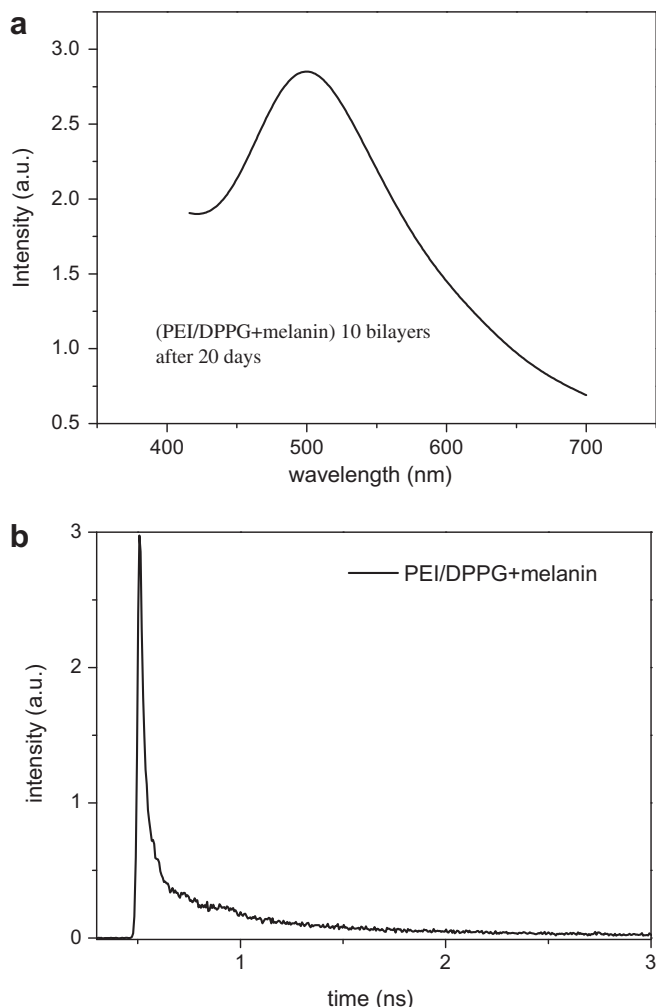 a
3.0
2.5
2.0
1.5
1.0
0.5
Intensity (a.u.)
(PEI/DPPG+melanin) 10 bilayers
after 20 days
400 500 600 700
wavelength (nm)
b
3
2
1
0
intensity (a.u.)
PEI/DPPG+melanin
1 2 3
time (ns)